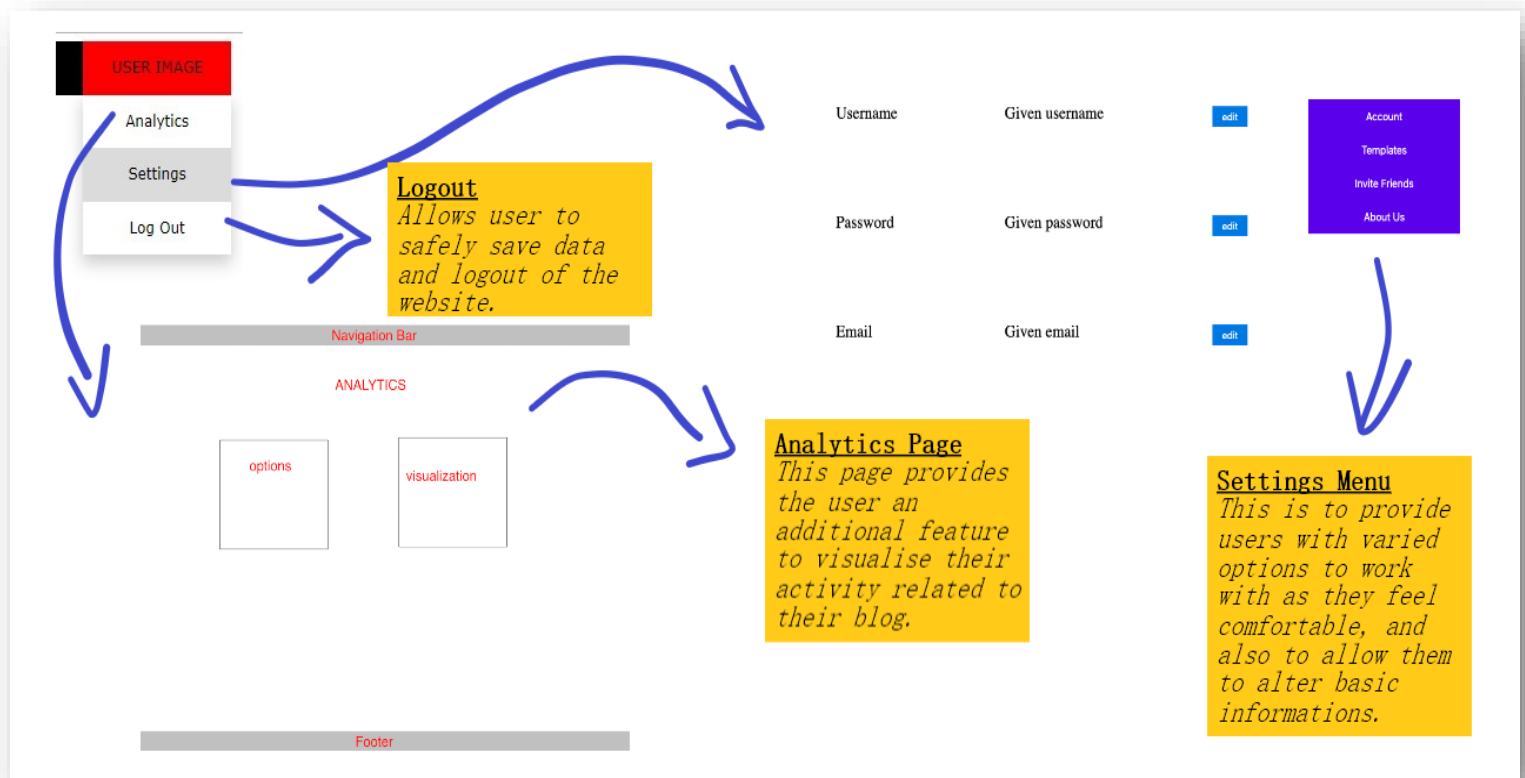 USER IMAGE
Analytics
Settings
Log Out
Logout
Allows user to
safely save data
and logout of the
website.
Username Given username edit
Password Given password edit
Email Given email edit
Account
Templates
Invite Friends
About Us
Navigation Bar
ANALYTICS
options
visualization
Footer
Analytics Page
This page provides
the user an
additional feature
to visualise their
activity related to
their blog.
Settings Menu
This is to provide
users with varied
options to work
with as they feel
comfortable, and
also to allow them
to alter basic
informations.